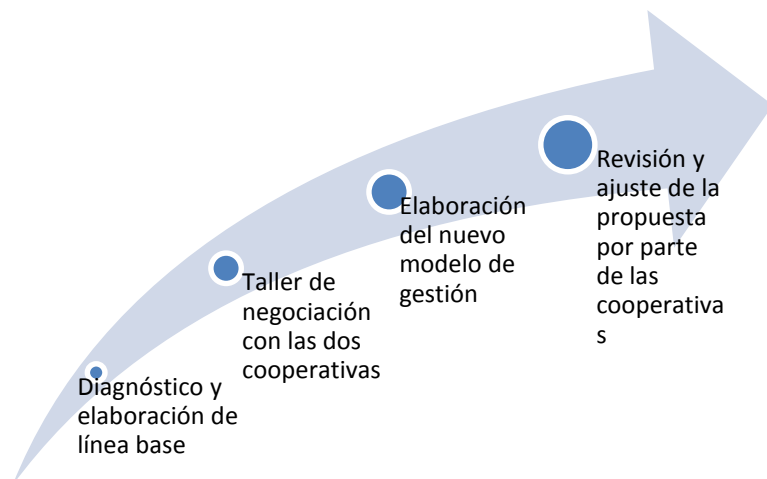 Diagnóstico y
elaboración de
línea base
Taller de
negociación
con las dos
cooperativas
Elaboración
del nuevo
modelo de
gestión
Revisión y
ajuste de la
propuesta
por parte
de las
cooperativa
s